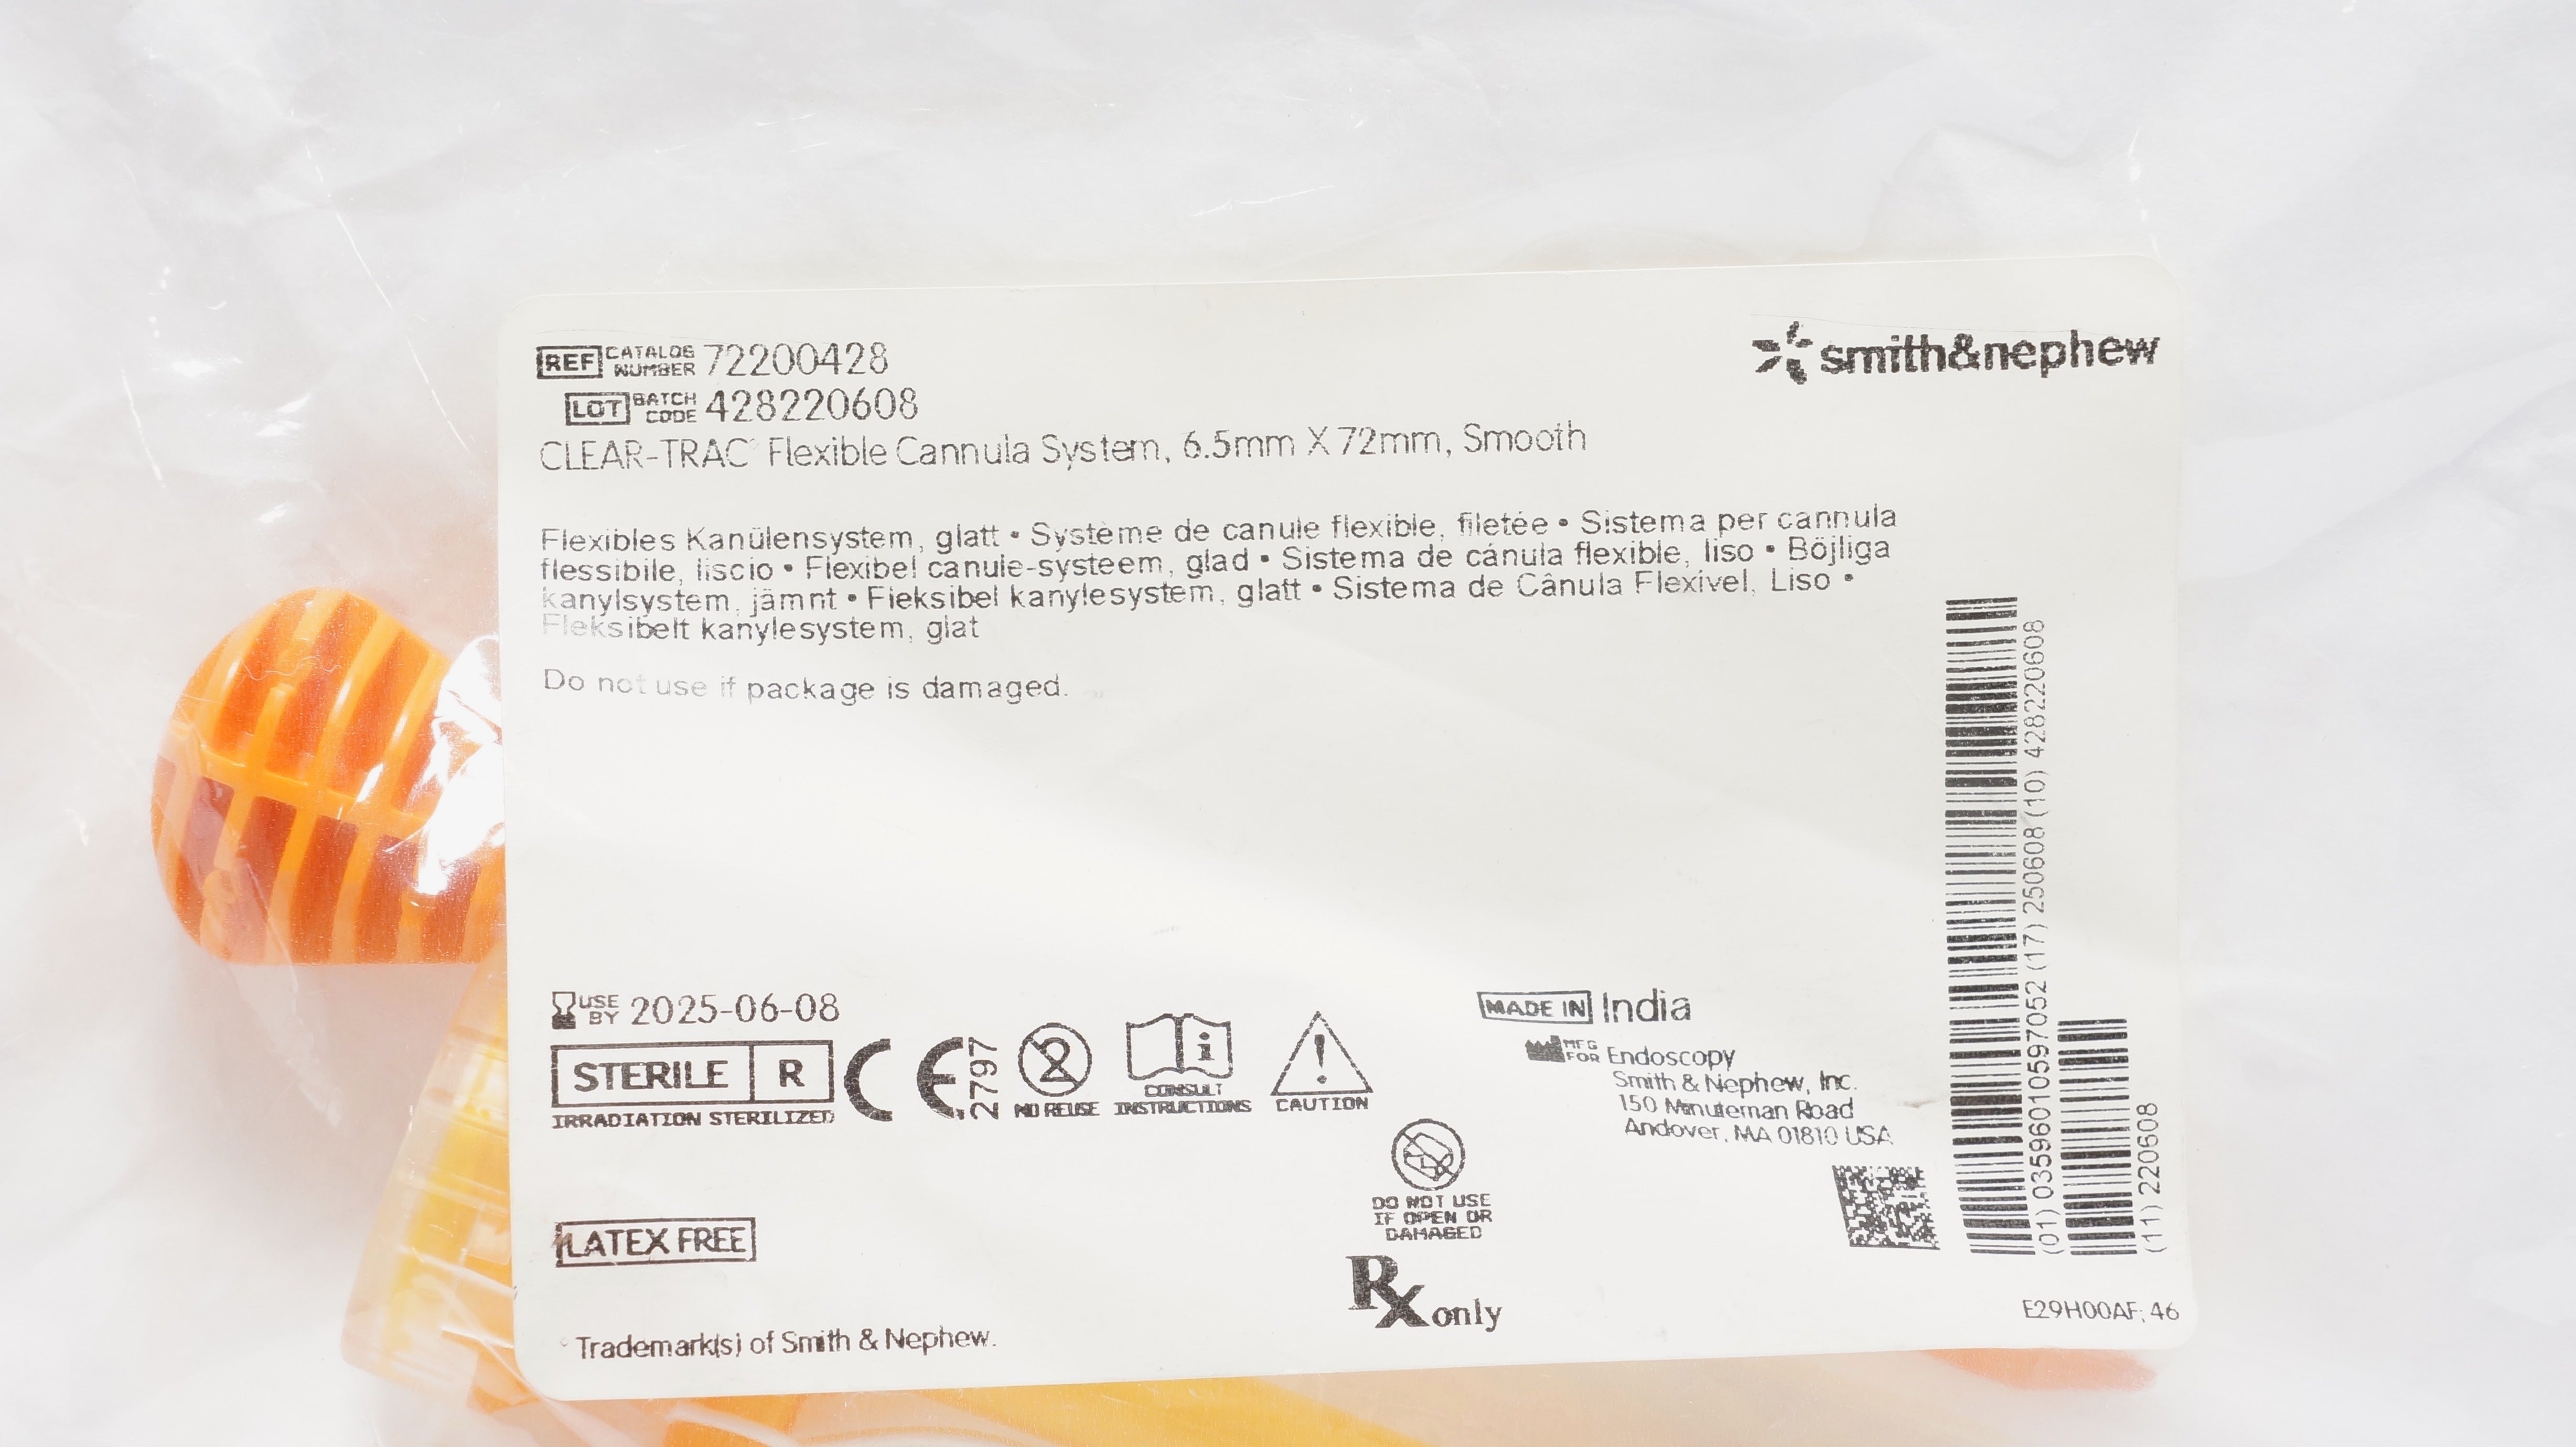 REF CATALOG NUMBER 72200428
smith&nephew
LOT BATCH CODE 428220608
CLEAR-TRAC° Flexible Cannula System, 6.5mm X 72mm, Smooth
Flexibles Kanülensystem, glatt • Système de canule flexible, filetée • Sistema per cannula
flessibile, liscio • Flexibel canule-systeem, glad • Sistema de cánula flexible, liso • Böjliga
kanylsystem, jämnt • Fleksibel kanylesystem, glatt • Sistema de Cânula Flexivel, Liso •
Fleksibelt kanylesystem, glat
Do not use if package is damaged.
USE BY 2025-06-08
STERILE R
IRRADIATION STERILIZED
CE 2797
NO REUSE
CONSULT
INSTRUCTIONS
CAUTION
MADE IN India
MFG FOR Endoscopy
Smith & Nephew, Inc.
150 Minuteman Road
Andover, MA 01810 USA
DO NOT USE
IF OPEN OR
DAMAGED
LATEX FREE
Rx only
° Trademark(s) of Smith & Nephew.
(01) 03596010597052 (17) 250608 (10) 428220608
(11) 220608
E29H00AF; 46